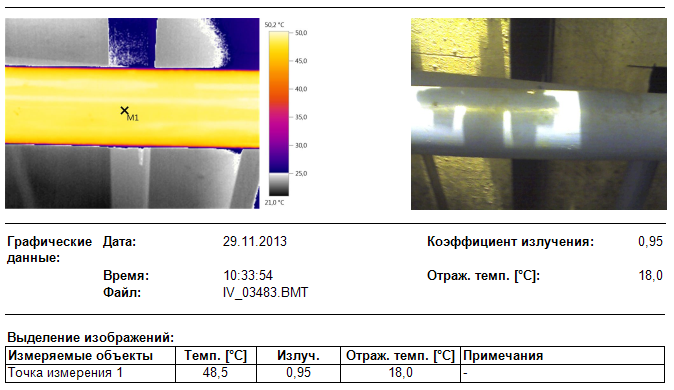 50,2 °C
50,0
45,0
40,0
35,0
30,0
25,0
21,0 °C
M1
Графические данные:
Дата: 29.11.2013 Коэффициент излучения: 0,95
Время: 10:33:54 Отраж. темп. [°C]: 18,0
Файл: IV_03483.BMT
Выделение изображений:
Измеряемые объекты Темп. [°C] Излуч. Отраж. темп. [°C] Примечания
Точка измерения 1 48,5 0,95 18,0 -